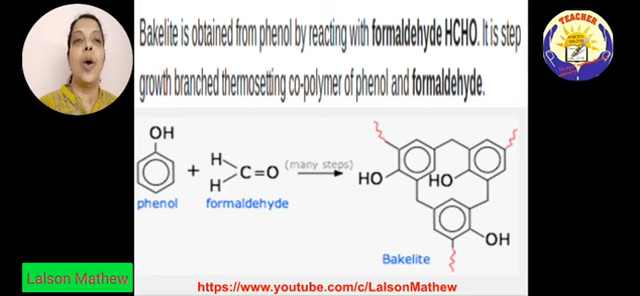 Bakelite is obtained from phenol by reacting with formaldehyde HCHO. It is step
growth branched thermosetting co-polymer of phenol and formaldehyde.
TEACHER
OH
phenol
+
H
H
C=O
formaldehyde
(many steps)
HO
HO
OH
Bakelite
Lalson Mathew
https://www.youtube.com/c/LalsonMathew